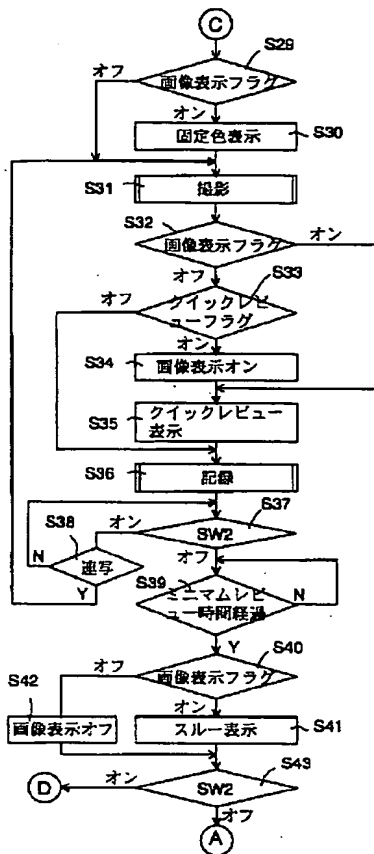 C
S29
オフ
画像表示フラグ
オン
固定色表示
S30
S31
撮影
S32
画像表示フラグ
オン
オフ
S33
オフ
クイックレビ
ューフラグ
オン
S34
画像表示オン
S35
クイックレビュー
表示
S36
記録
S37
S38
オン
SW2
N
速写
オフ
S39
Y
ミニマムレビ
ュー時間経過
N
Y
S40
オフ
画像表示フラグ
S42
オン
画像表示オフ
スルー表示
S41
S43
D
オン
SW2
オフ
A